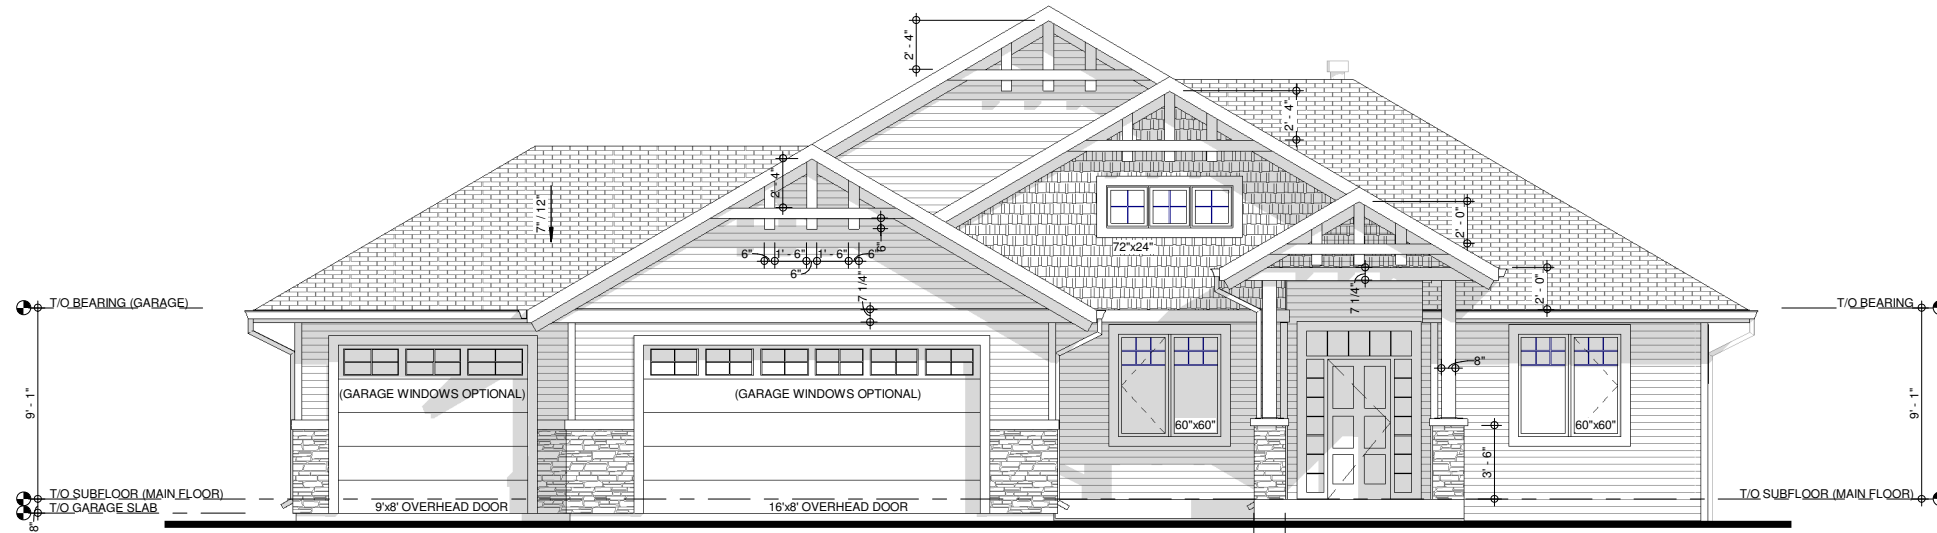 2' - 4"
2' - 4"
2' - 4"
7" / 12"
2' - 0"
72"x24"
6"
6"
1' - 6"
6"
1' - 6"
6"
7 1/4"
7 1/4"
2' - 0"
T/O BEARING (GARAGE)
T/O BEARING
8"
(GARAGE WINDOWS OPTIONAL)
(GARAGE WINDOWS OPTIONAL)
9' - 1"
9' - 1"
60"x60"
60"x60"
3' - 6"
T/O SUBFLOOR (MAIN FLOOR)
T/O SUBFLOOR (MAIN FLOOR)
T/O GARAGE SLAB
9'x8' OVERHEAD DOOR
16'x8' OVERHEAD DOOR
8"